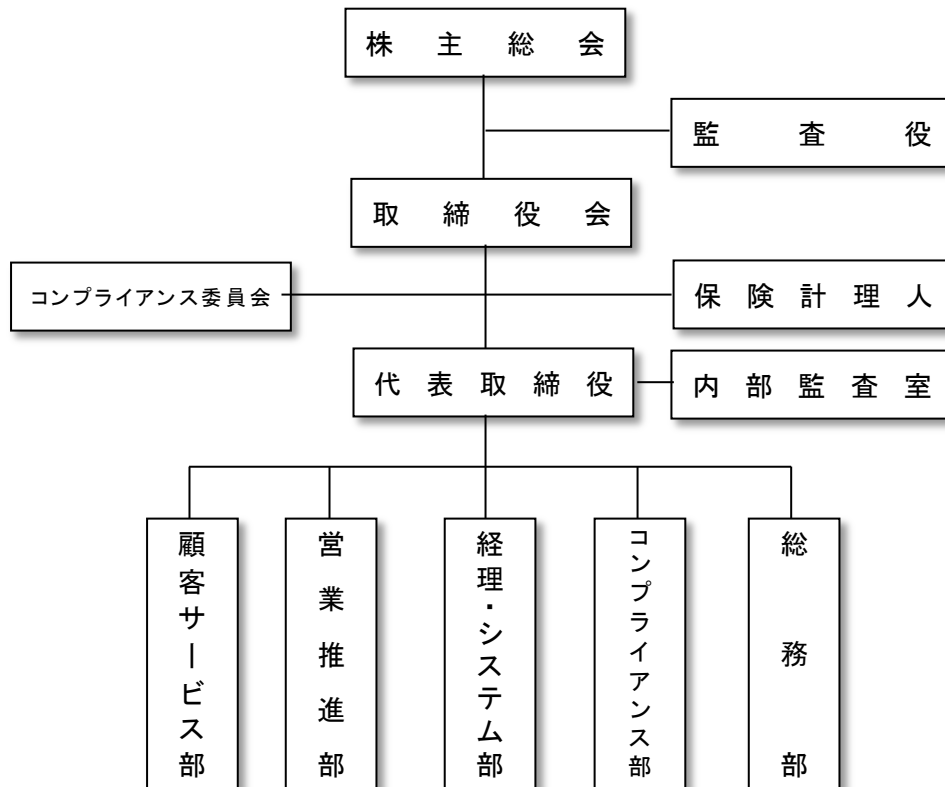 株主総会
監査役
取締役会
コンプライアンス委員会
保険計理人
代表取締役
内部監査室
顧客サービス部
営業推進部
経理・システム部
コンプライアンス部
総務部